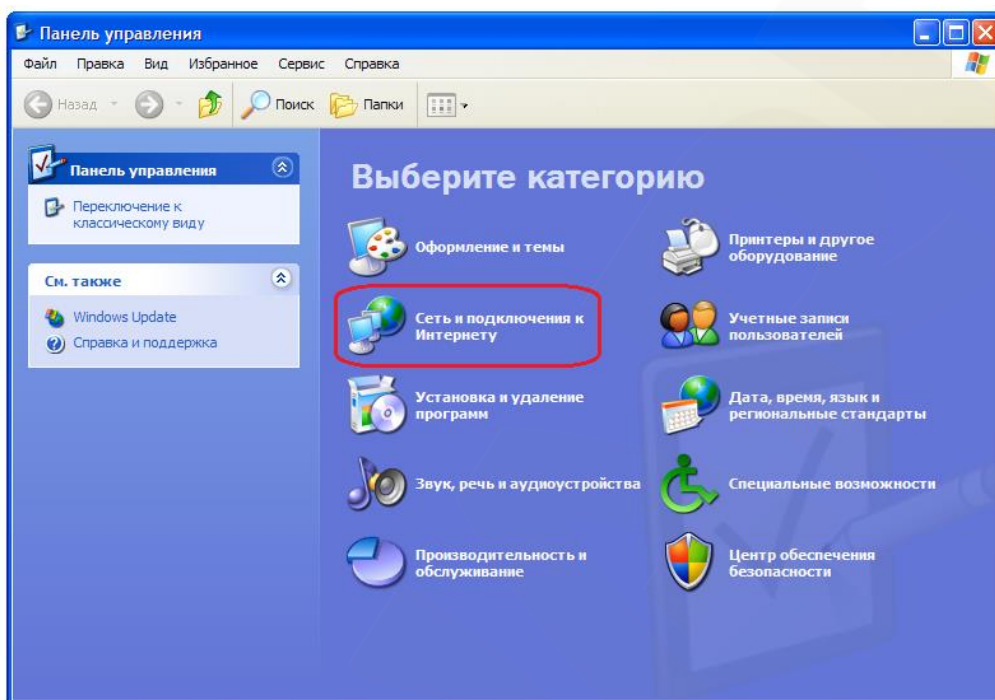 Панель управления
Файл Правка Вид Избранное Сервис Справка
Назад Поиск Папки
Панель управления
Переключение к
классическому виду
См. также
Windows Update
Справка и поддержка
Выберите категорию
Оформление и темы
Принтеры и другое
оборудование
Сеть и подключения к
Интернету
Учетные записи
пользователей
Установка и удаление
программ
Дата, время, язык и
региональные стандарты
Звук, речь и аудиоустройства
Специальные возможности
Производительность и
обслуживание
Центр обеспечения
безопасности